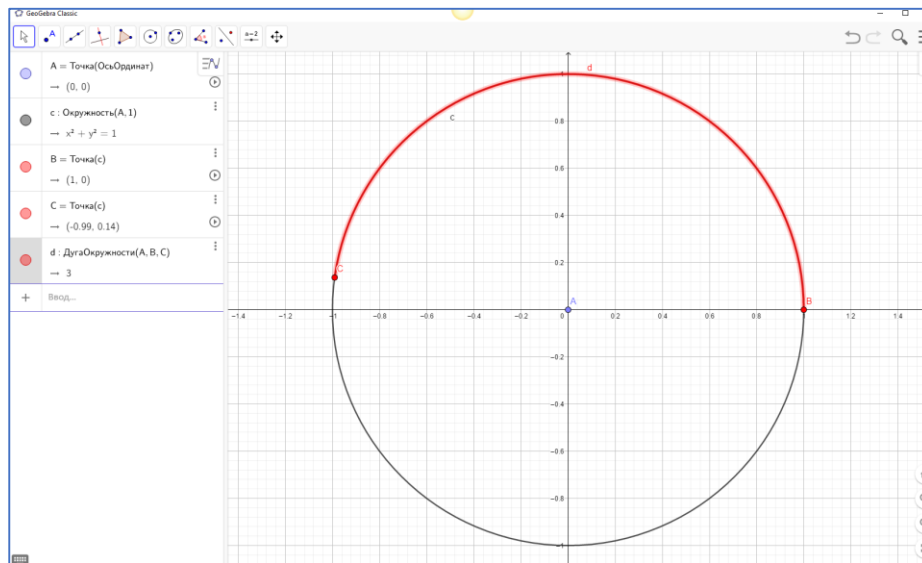 GeoGebra Classic
A
a=2
A = Точка(ОсьОрдинат)
→ (0, 0)
c : Окружность(A, 1)
→ x² + y² = 1
B = Точка(c)
→ (1, 0)
C = Точка(c)
→ (-0.99, 0.14)
d : ДугаОкружности(A, B, C)
→ 3
+ Ввод...
d
1
c
0.8
0.6
0.4
0.2
C
A
B
-1.4 -1.2 -1 -0.8 -0.6 -0.4 -0.2 0 0.2 0.4 0.6 0.8 1 1.2 1.4
-0.2
-0.4
-0.6
-0.8
-1